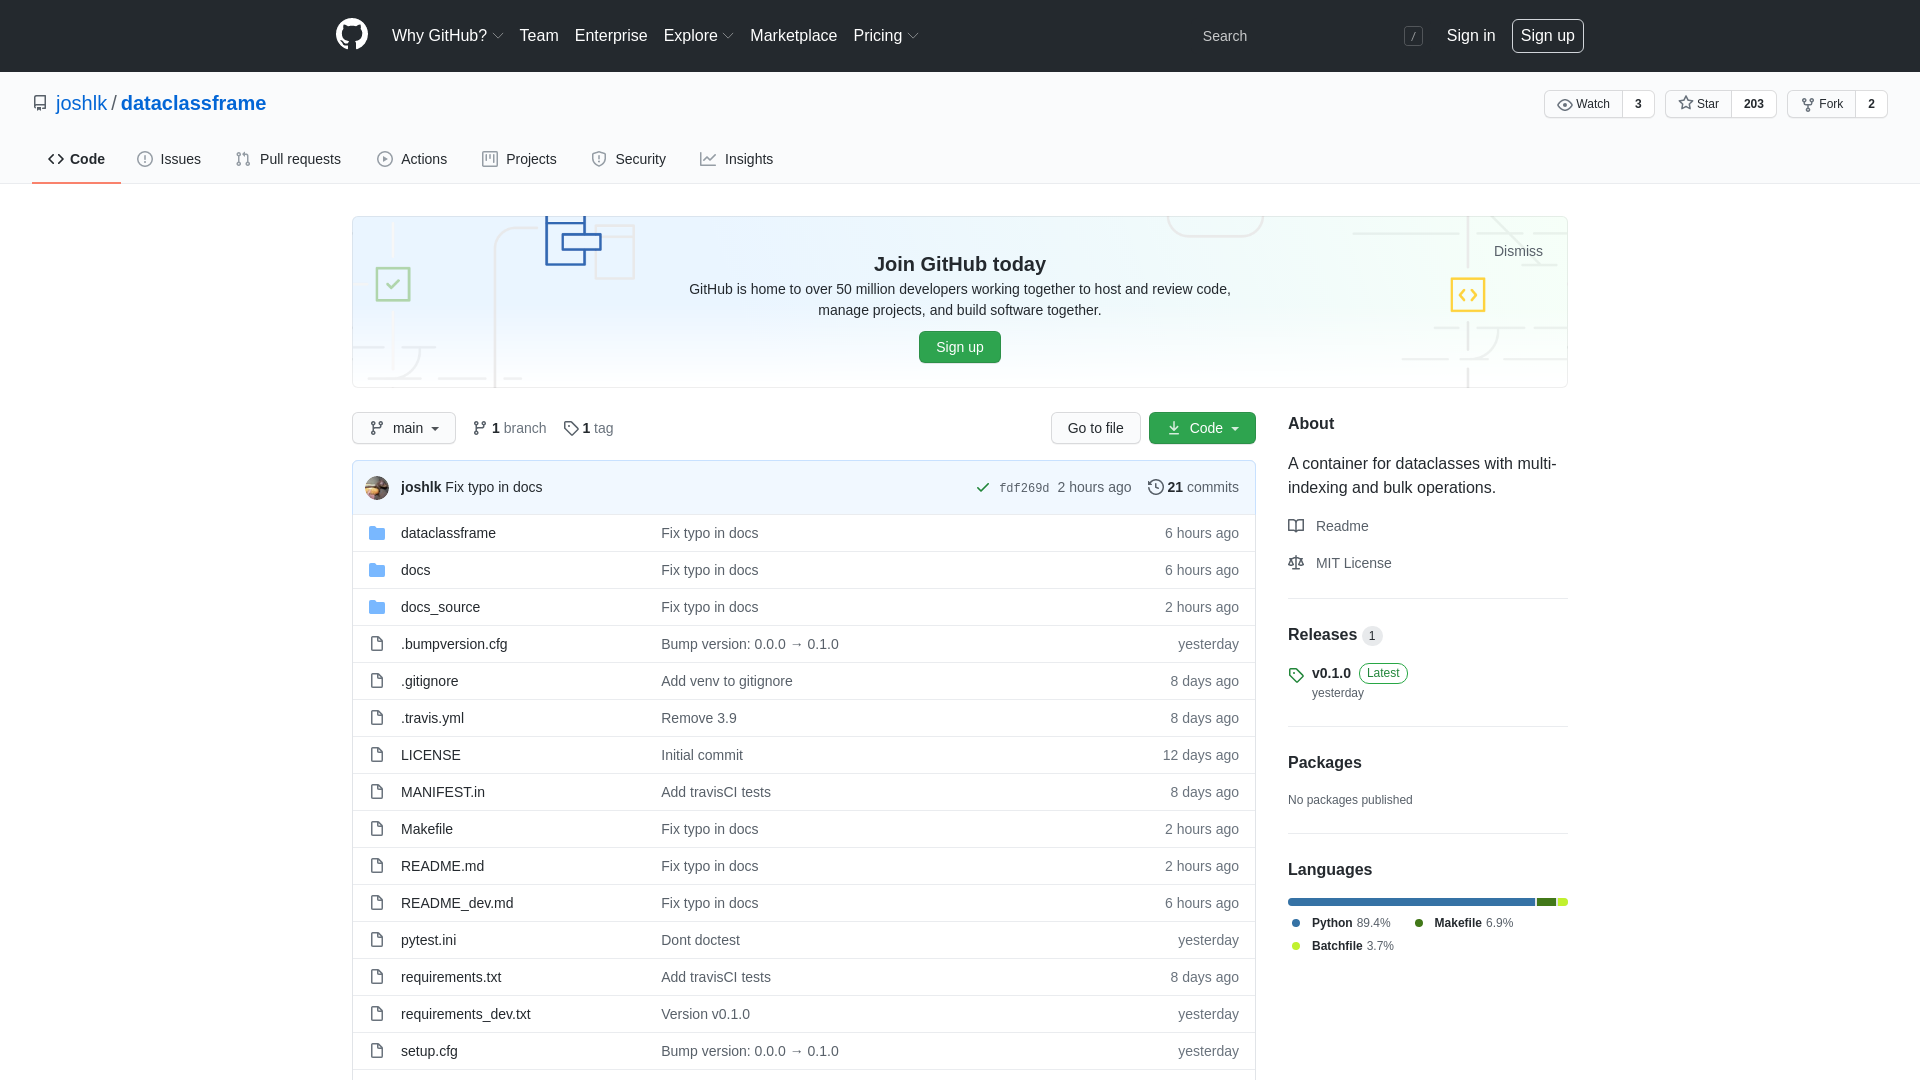 Why GitHub? Team Enterprise Explore Marketplace Pricing Search / Sign in Sign up
joshlk / dataclassframe Watch 3 Star 203 Fork 2
Code Issues Pull requests Actions Projects Security Insights
Dismiss
Join GitHub today
GitHub is home to over 50 million developers working together to host and review code,
manage projects, and build software together.
Sign up
main 1 branch 1 tag Go to file Code
joshlk Fix typo in docs fdf269d 2 hours ago 21 commits
dataclassframe Fix typo in docs 6 hours ago
docs Fix typo in docs 6 hours ago
docs_source Fix typo in docs 2 hours ago
.bumpversion.cfg Bump version: 0.0.0 → 0.1.0 yesterday
.gitignore Add venv to gitignore 8 days ago
.travis.yml Remove 3.9 8 days ago
LICENSE Initial commit 12 days ago
MANIFEST.in Add travisCI tests 8 days ago
Makefile Fix typo in docs 2 hours ago
README.md Fix typo in docs 2 hours ago
README_dev.md Fix typo in docs 6 hours ago
pytest.ini Dont doctest yesterday
requirements.txt Add travisCI tests 8 days ago
requirements_dev.txt Version v0.1.0 yesterday
setup.cfg Bump version: 0.0.0 → 0.1.0 yesterday
About
A container for dataclasses with multi-
indexing and bulk operations.
Readme
MIT License
Releases 1
v0.1.0 Latest
yesterday
Packages
No packages published
Languages
Python 89.4% Makefile 6.9%
Batchfile 3.7%